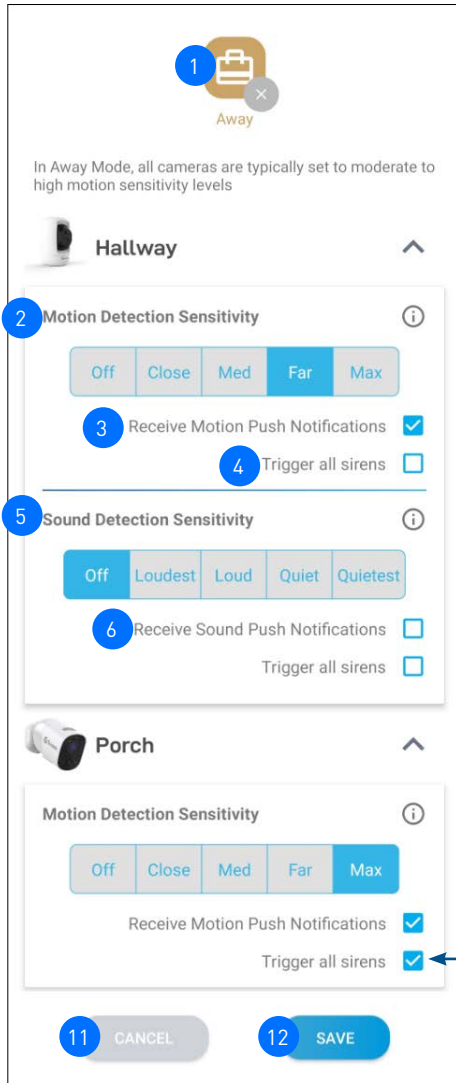 1
Away
In Away Mode, all cameras are typically set to moderate to
high motion sensitivity levels
Hallway
2 Motion Detection Sensitivity
Off Close Med Far Max
3 Receive Motion Push Notifications
4 Trigger all sirens
5 Sound Detection Sensitivity
Off Loudest Loud Quiet Quietest
6 Receive Sound Push Notifications
Trigger all sirens
Porch
Motion Detection Sensitivity
Off Close Med Far Max
Receive Motion Push Notifications
Trigger all sirens
11 CANCEL 12 SAVE